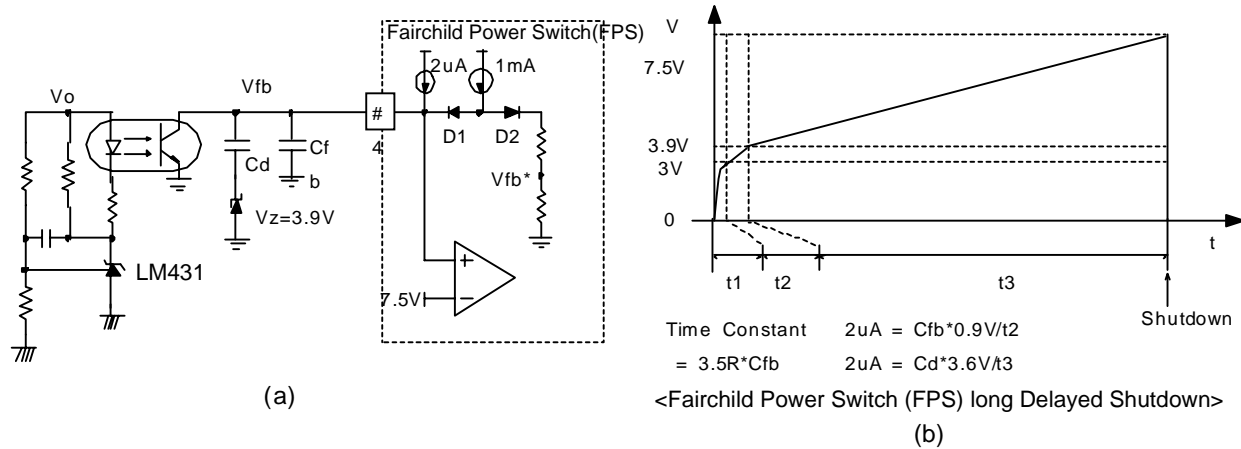 Fairchild Power Switch(FPS)
2uA 1mA
Vo
Vfb
#
4
D1 D2
Cd
Cf
b
Vfb*
Vz=3.9V
LM431
7.5V
+
−
(a)
V
7.5V
3.9V
3V
0
t
t1 t2 t3
Shutdown
Time Constant 2uA = Cfb*0.9V/t2
= 3.5R*Cfb 2uA = Cd*3.6V/t3
<Fairchild Power Switch (FPS) long Delayed Shutdown>
(b)